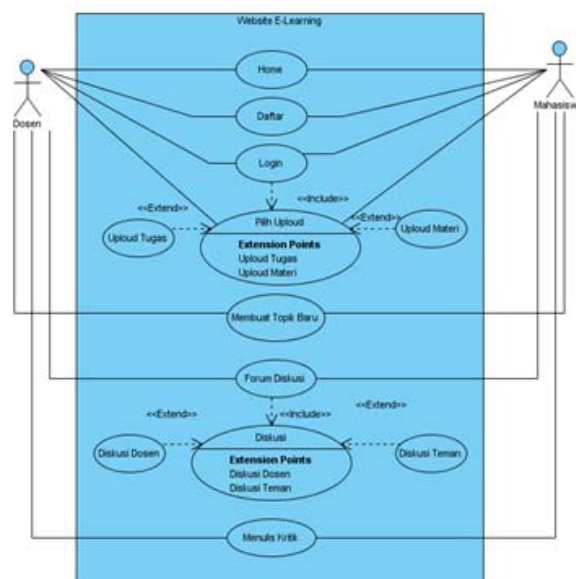 Website E-Learning
Home
Dosen
Mahasisw
Daftar
Login
<<Include>>
<<Extend>>
<<Extend>>
Pilih Uploud
Uploud Tugas
Uploud Materi
Extension Points
Uploud Tugas
Uploud Materi
Membuat Topik Baru
Forum Diskusi
<<Extend>>
<<Include>>
<<Extend>>
Diskusi
Diskusi Dosen
Diskusi Teman
Extension Points
Diskusi Dosen
Diskusi Teman
Menulis Kritik